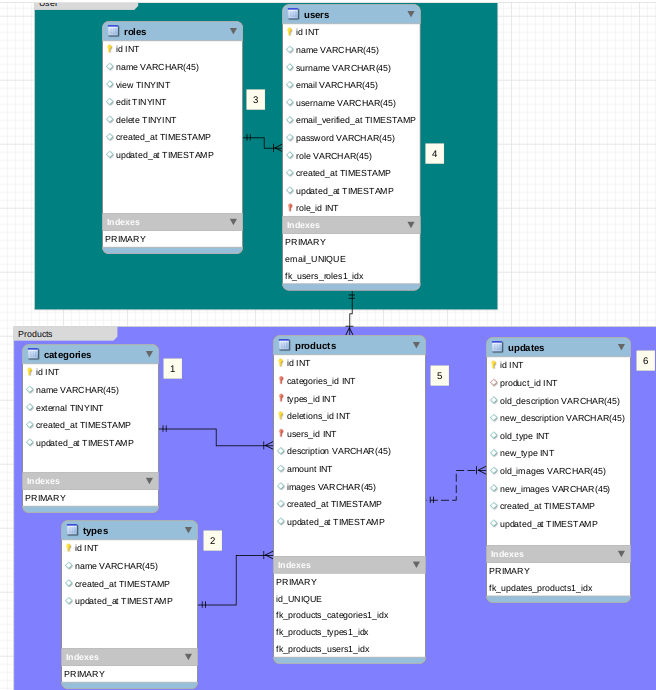 User
roles
id INT
name VARCHAR(45)
view TINYINT
edit TINYINT
delete TINYINT
created_at TIMESTAMP
updated_at TIMESTAMP
Indexes
PRIMARY
3
users
id INT
name VARCHAR(45)
surname VARCHAR(45)
email VARCHAR(45)
username VARCHAR(45)
email_verified_at TIMESTAMP
password VARCHAR(45)
role VARCHAR(45)
created_at TIMESTAMP
updated_at TIMESTAMP
role_id INT
Indexes
PRIMARY
email_UNIQUE
fk_users_roles1_idx
4
Products
categories
id INT
name VARCHAR(45)
external TINYINT
created_at TIMESTAMP
updated_at TIMESTAMP
Indexes
PRIMARY
1
types
id INT
name VARCHAR(45)
created_at TIMESTAMP
updated_at TIMESTAMP
Indexes
PRIMARY
2
products
id INT
categories_id INT
types_id INT
deletions_id INT
users_id INT
description VARCHAR(45)
amount INT
images VARCHAR(45)
created_at TIMESTAMP
updated_at TIMESTAMP
Indexes
PRIMARY
id_UNIQUE
fk_products_categories1_idx
fk_products_types1_idx
fk_products_users1_idx
5
updates
id INT
product_id INT
old_description VARCHAR(45)
new_description VARCHAR(45)
old_type INT
new_type INT
old_images VARCHAR(45)
new_images VARCHAR(45)
created_at TIMESTAMP
updated_at TIMESTAMP
Indexes
PRIMARY
fk_updates_products1_idx
6